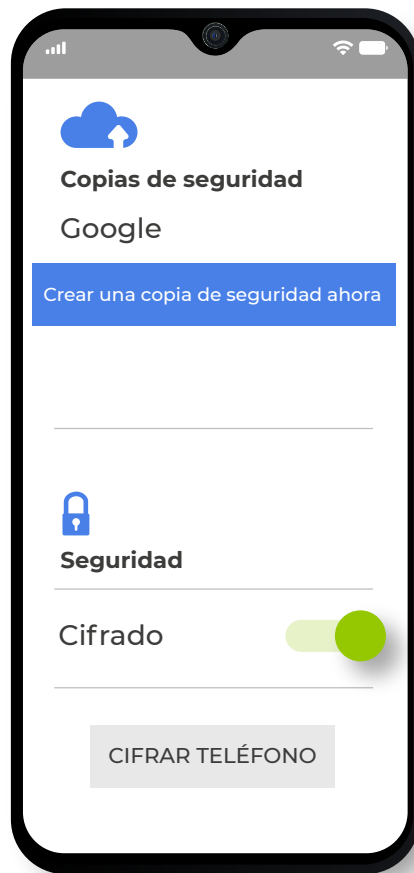 Copias de seguridad
Google
Crear una copia de seguridad ahora
Seguridad
Cifrado
CIFRAR TELÉFONO